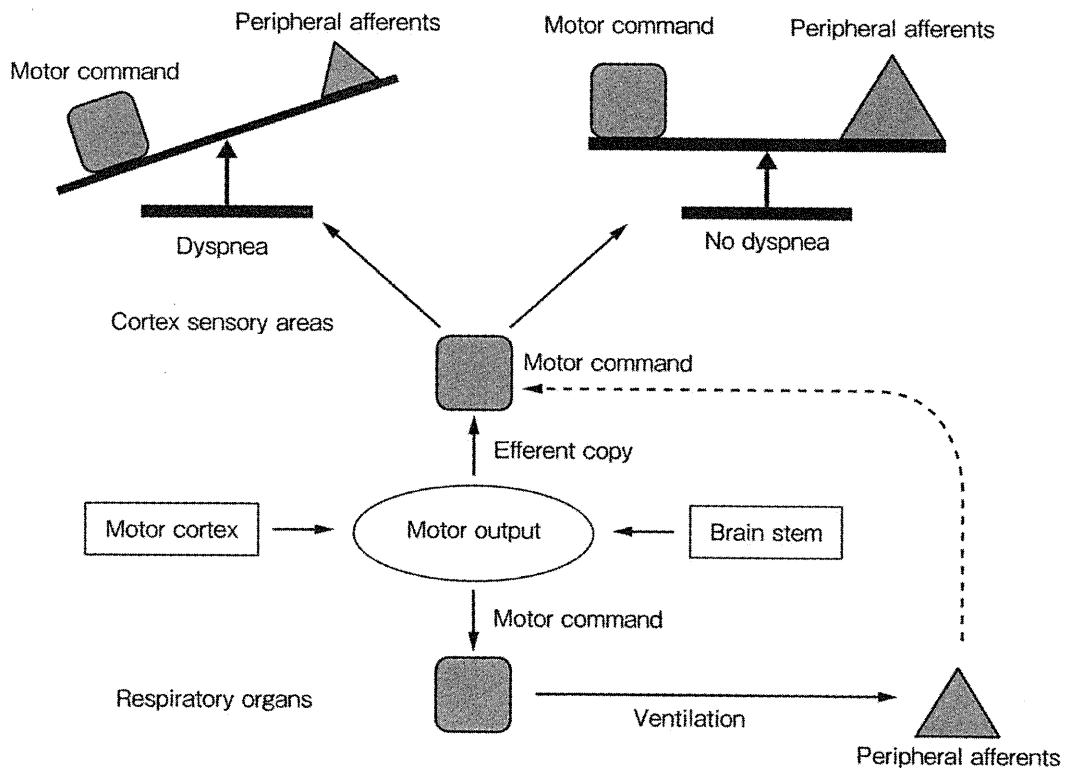 Peripheral afferents
Motor command
Motor command
Peripheral afferents
Dyspnea
No dyspnea
Cortex sensory areas
Motor command
Efferent copy
Motor cortex
Motor output
Brain stem
Motor command
Respiratory organs
Ventilation
Peripheral afferents